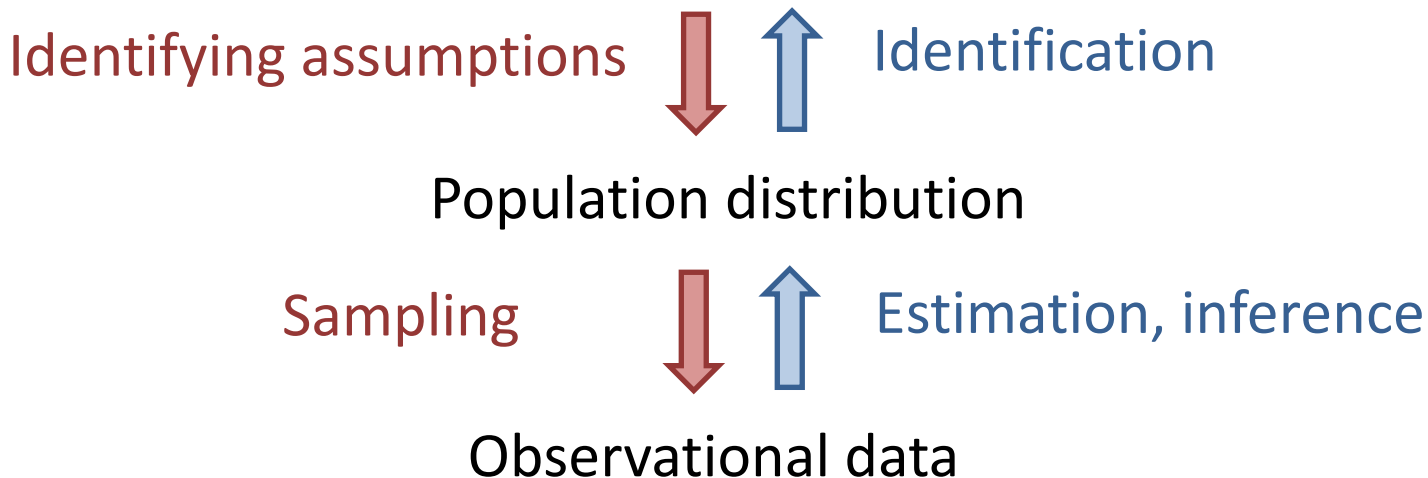 Identifying assumptions
Identification
Population distribution
Sampling
Estimation, inference
Observational data